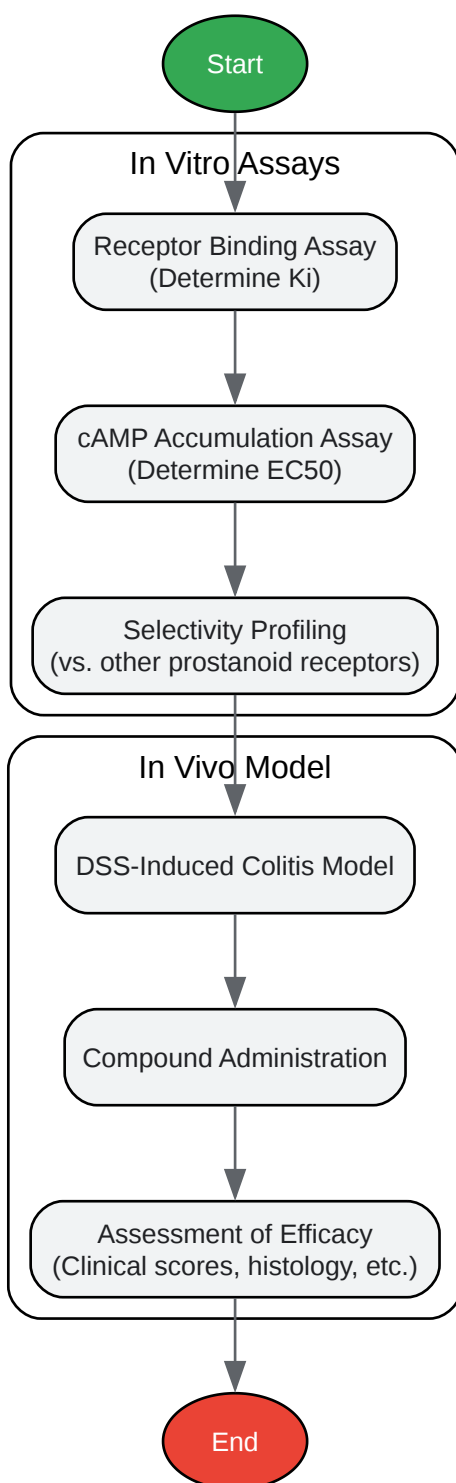 Start
In Vitro Assays
Receptor Binding Assay
(Determine Ki)
cAMP Accumulation Assay
(Determine EC50)
Selectivity Profiling
(vs. other prostanoid receptors)
In Vivo Model
DSS-Induced Colitis Model
Compound Administration
Assessment of Efficacy
(Clinical scores, histology, etc.)
End